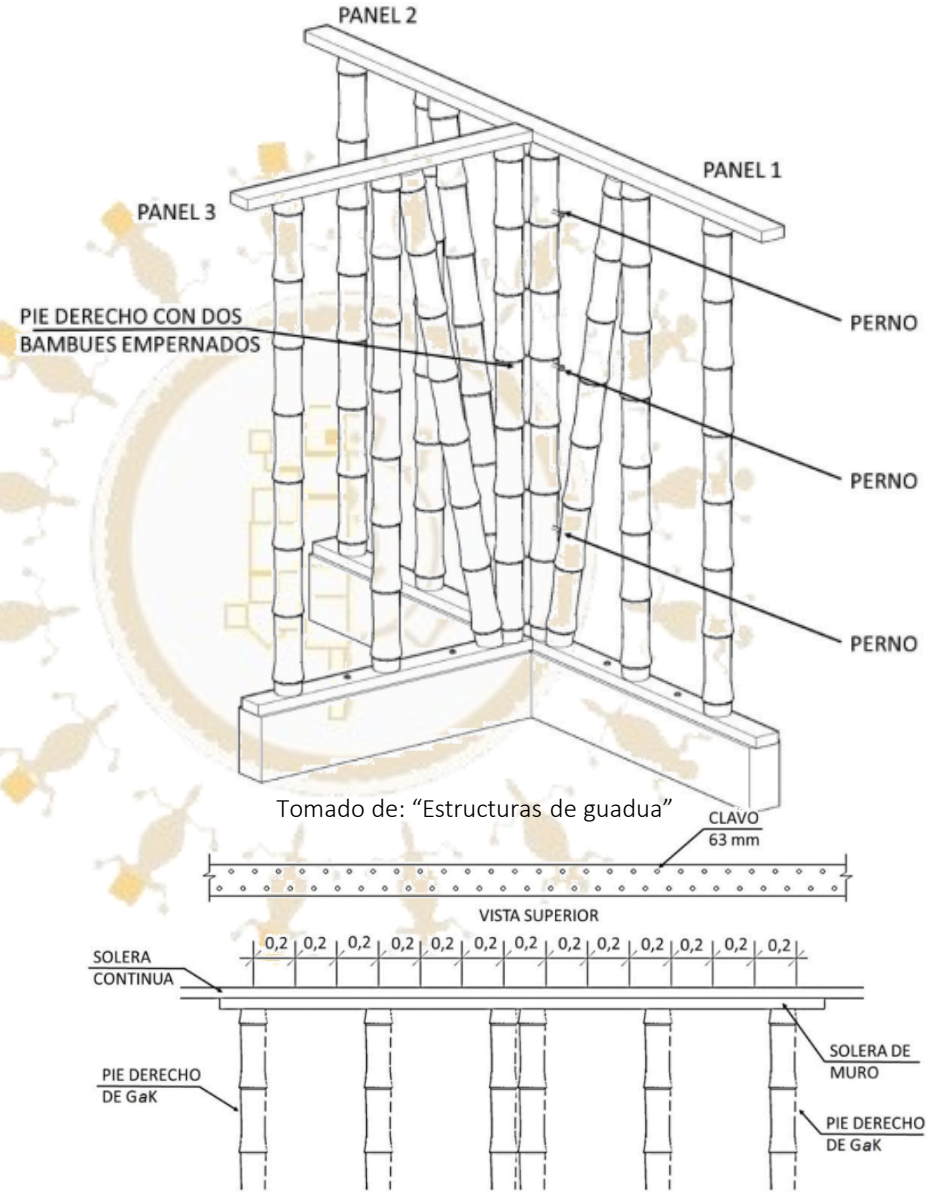 PANEL 2
PANEL 1
PANEL 3
PIE DERECHO CON DOS
BAMBUES EMPERNADOS
PERNO
PERNO
PERNO
Tomado de: “Estructuras de guadua”
CLAVO
63 mm
VISTA SUPERIOR
0,2 0,2 0,2 0,2 0,2 0,2 0,2 0,2 0,2 0,2 0,2 0,2 0,2
SOLERA
CONTINUA
SOLERA DE
MURO
PIE DERECHO
DE GaK
PIE DERECHO
DE GaK